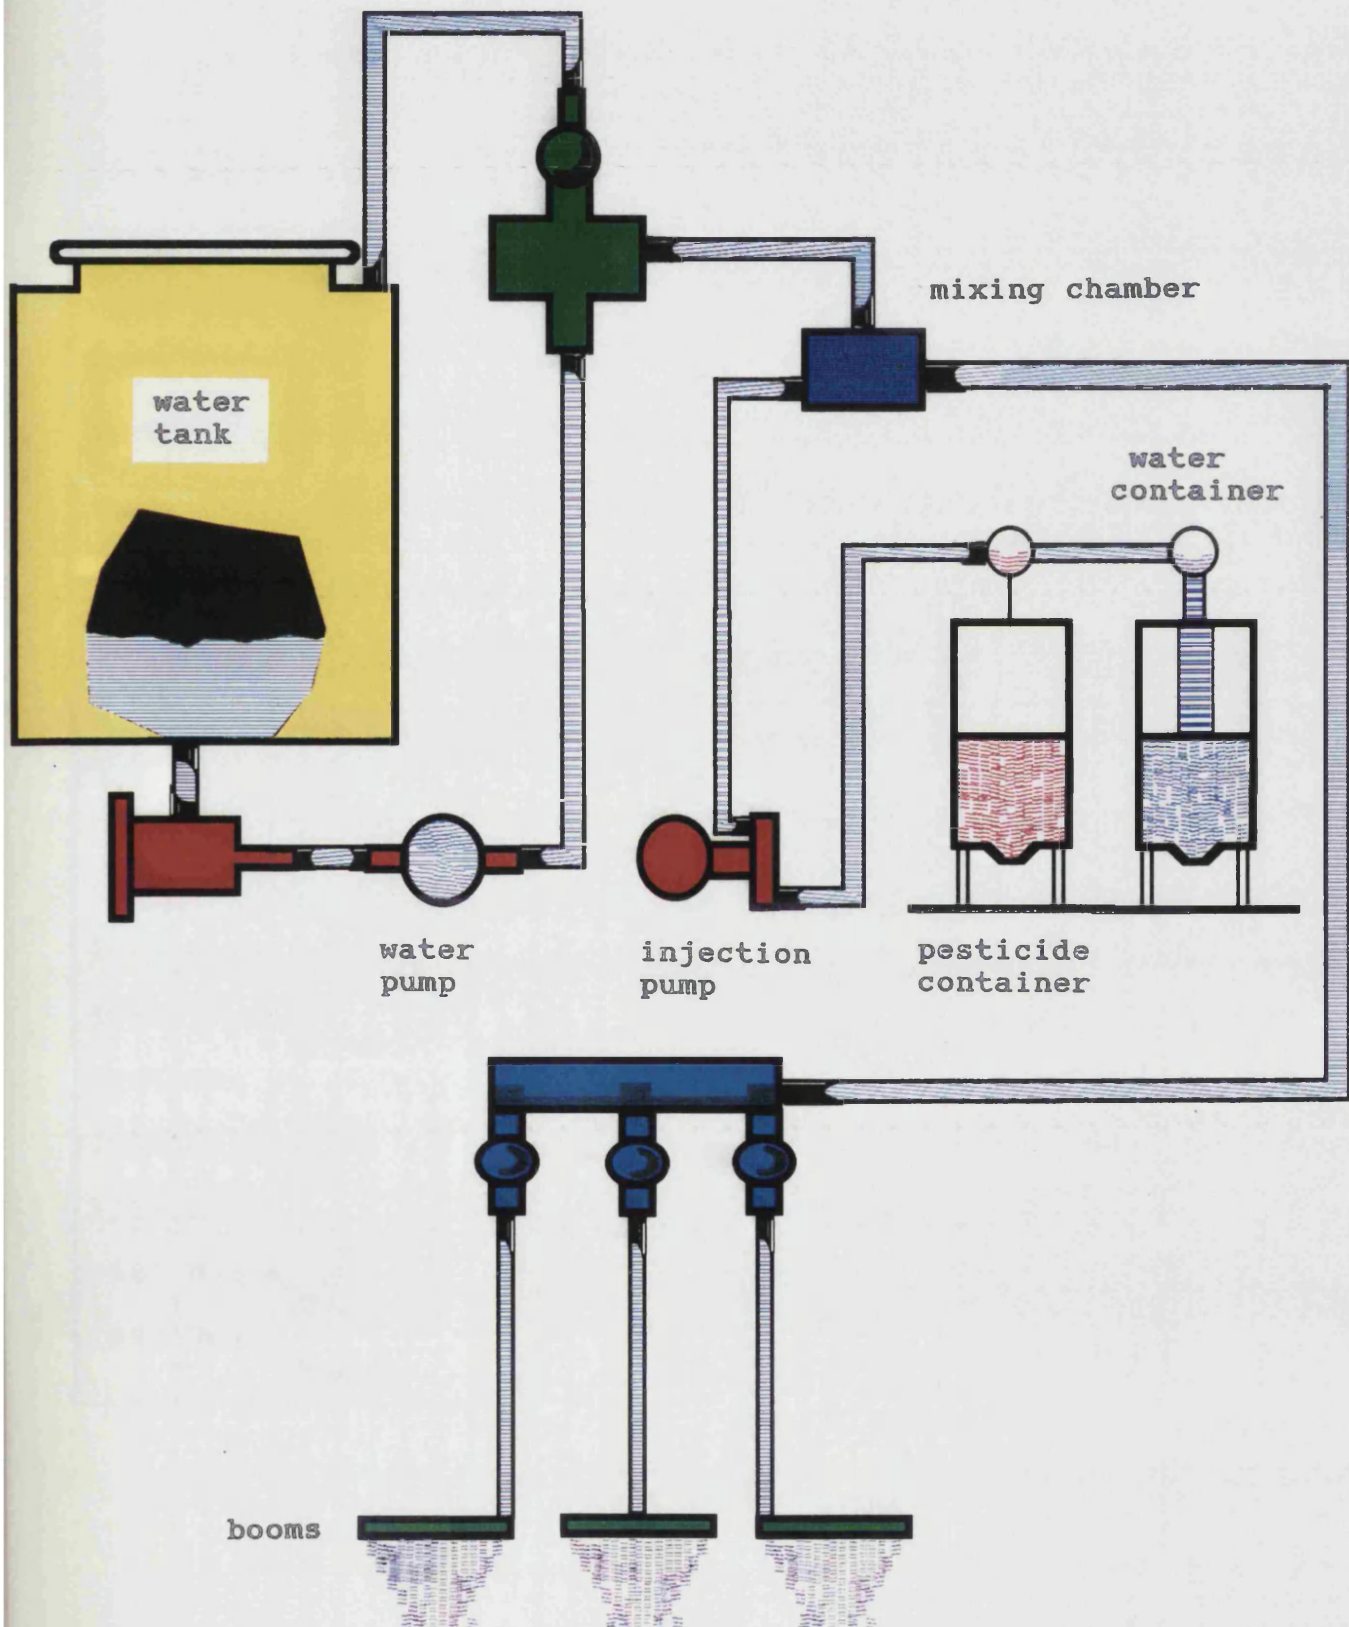 mixing chamber
water
tank
water
container
water
pump
injection
pump
pesticide
container
booms